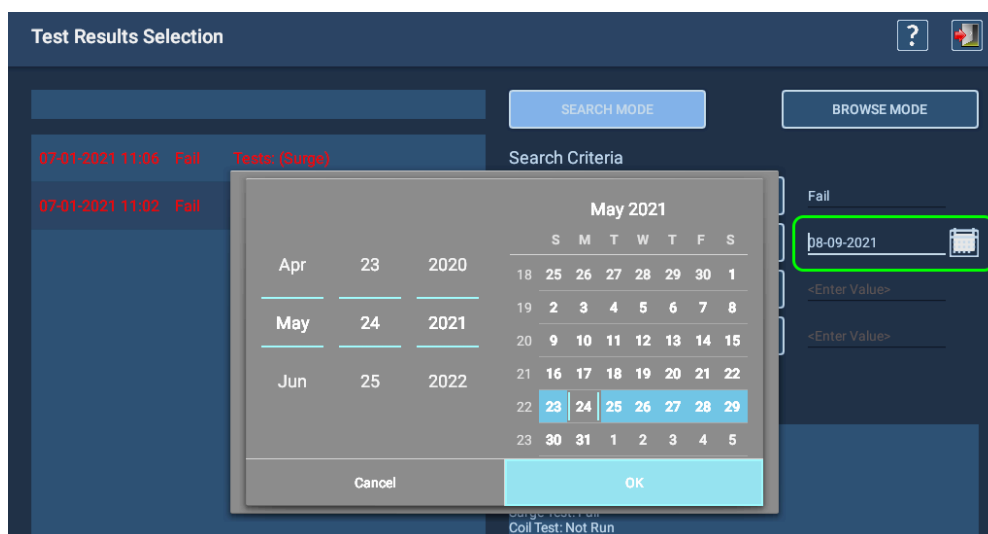 Test Results Selection
?
SEARCH MODE
BROWSE MODE
07-01-2021 11:06 Fail Tests: (Surge)
07-01-2021 11:02 Fail
Search Criteria
Fail
08-09-2021
<Enter Value>
<Enter Value>
Apr 23 2020
May 24 2021
Jun 25 2022
May 2021
S M T W T F S
18 25 26 27 28 29 30 1
19 2 3 4 5 6 7 8
20 9 10 11 12 13 14 15
21 16 17 18 19 20 21 22
22 23 24 25 26 27 28 29
23 30 31 1 2 3 4 5
Cancel
OK
Surge Test: Fail
Coil Test: Not Run